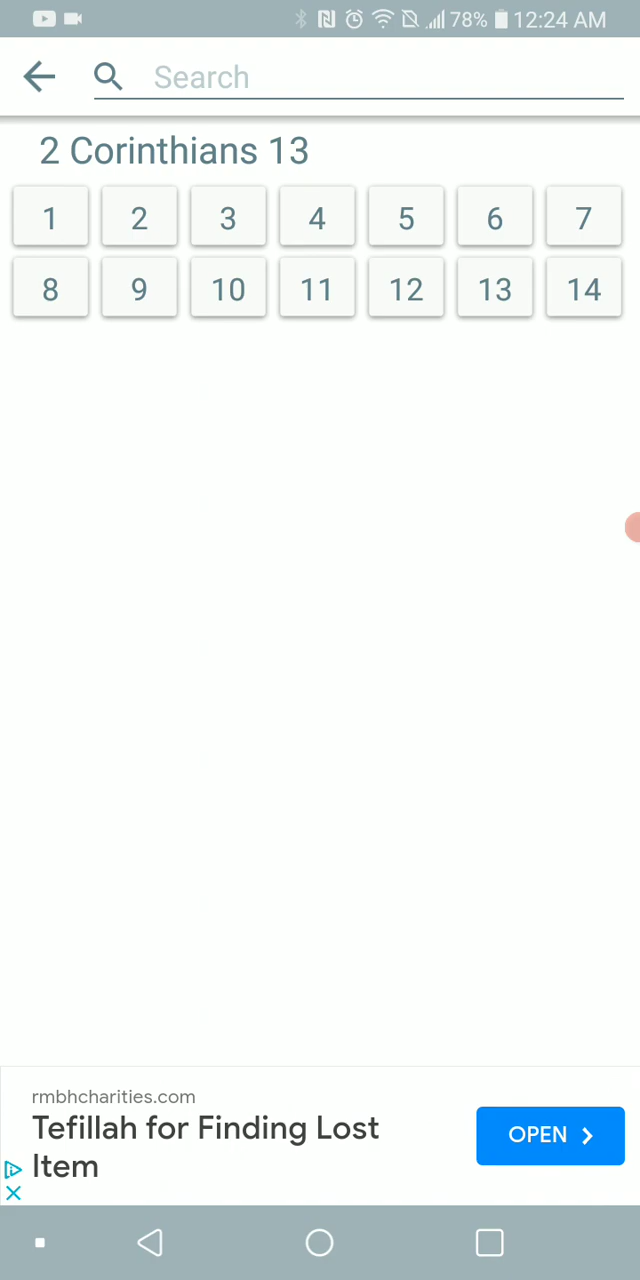 78% 12:24 AM
Search
2 Corinthians 13
1 2 3 4 5 6 7
8 9 10 11 12 13 14
rmbhcharities.com
Tefillah for Finding Lost
Item
OPEN